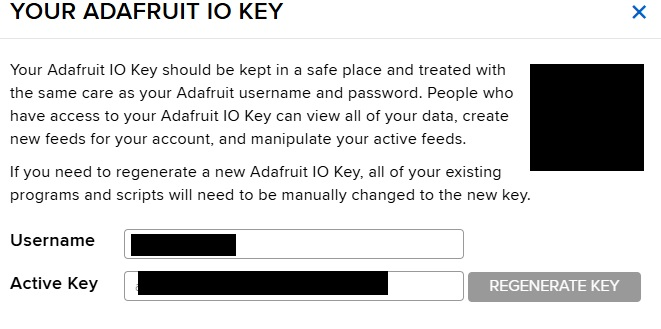 YOUR ADAFRUIT IO KEY
Your Adafruit IO Key should be kept in a safe place and treated with
the same care as your Adafruit username and password. People who
have access to your Adafruit IO Key can view all of your data, create
new feeds for your account, and manipulate your active feeds.
If you need to regenerate a new Adafruit IO Key, all of your existing
programs and scripts will need to be manually changed to the new key.
Username
Active Key
REGENERATE KEY